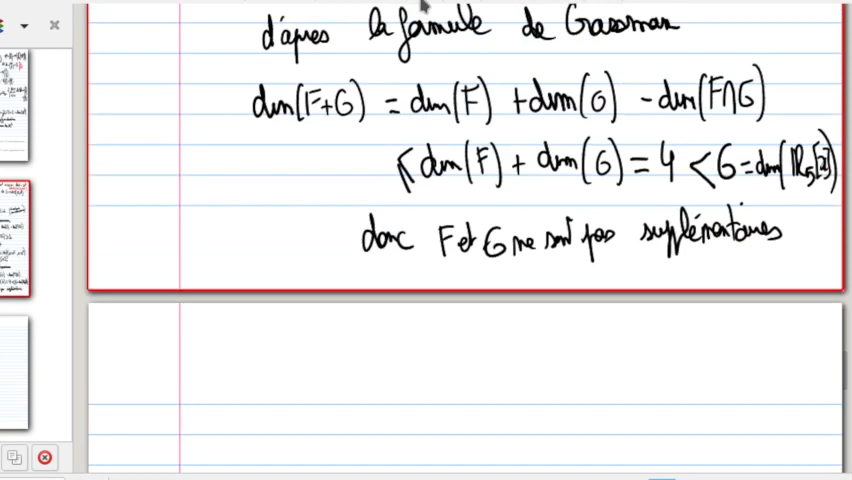 d'après la formule de Grassman
dim(F+G) = dim(F) + dim(G) - dim(F∩G)
≤ dim(F) + dim(G) = 4 < 6 = dim(ℝ₅[x])
donc F et G ne sont pas supplémentaires